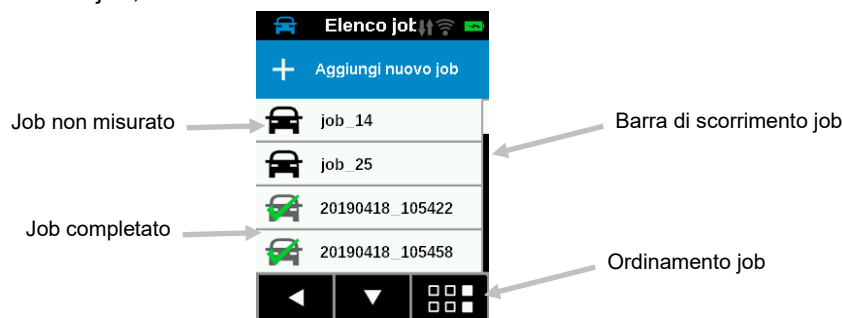 Elenco job
Aggiungi nuovo job
Job non misurato
job_14
Barra di scorrimento job
job_25
20190418_105422
Job completato
20190418_105458
Ordinamento job